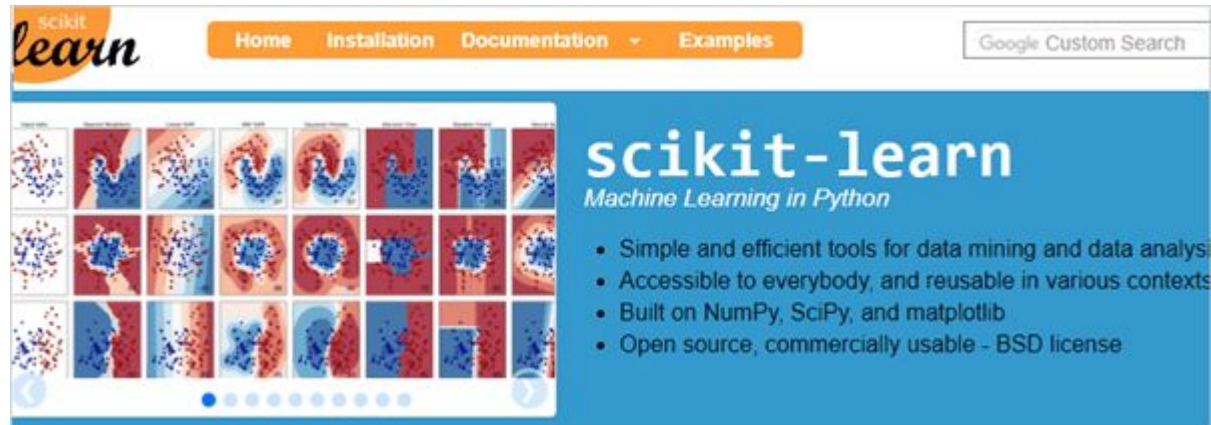 scikit
learn
Home Installation Documentation Examples
Google Custom Search
scikit-learn
Machine Learning in Python
Simple and efficient tools for data mining and data analysi
Accessible to everybody, and reusable in various contexts
Built on NumPy, SciPy, and matplotlib
Open source, commercially usable - BSD license